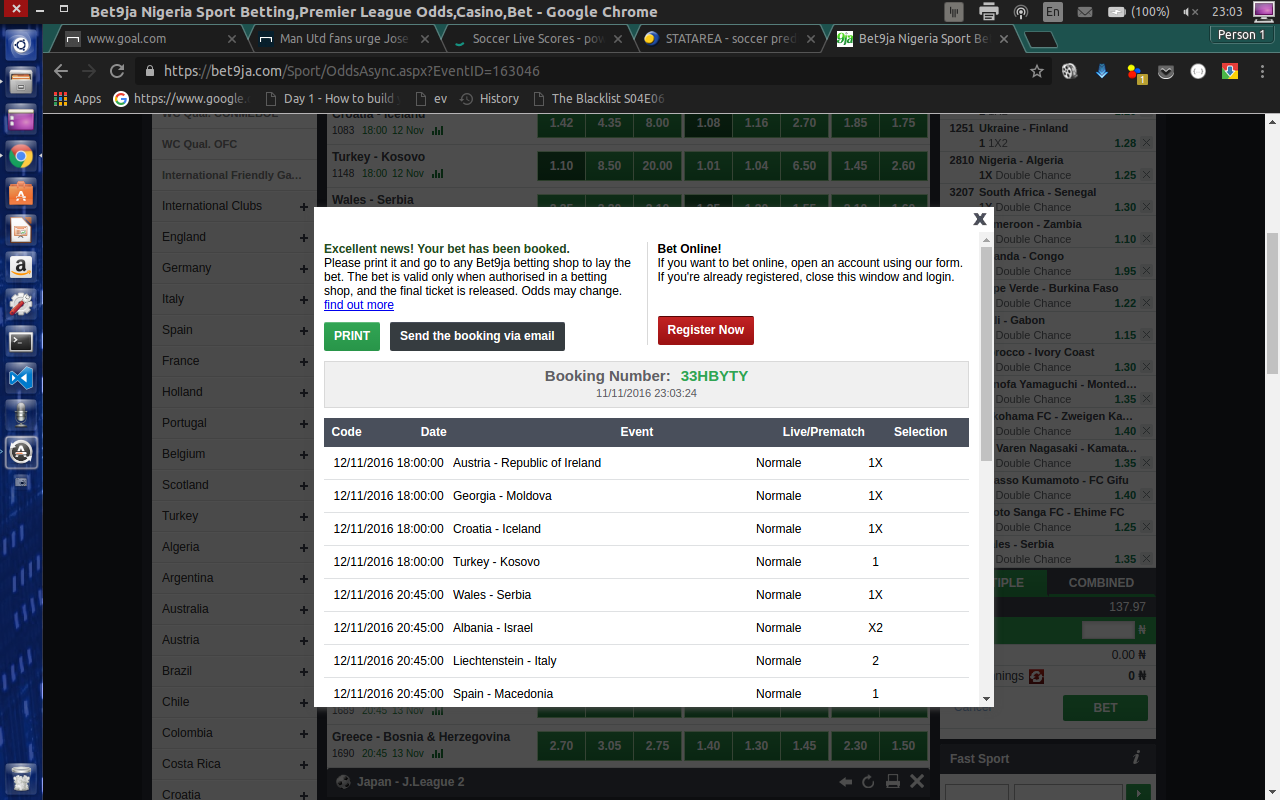 Bet9ja Nigeria Sport Betting,Premier League Odds,Casino,Bet - Google Chrome
En
(100%)
23:03
www.goal.com
Man Utd fans urge Jose
Soccer Live Scores - pow
STATAREA - soccer pred
Bet9ja Nigeria Sport Be
Person 1
https://bet9ja.com/Sport/OddsAsync.aspx?EventID=163046
Apps
https://www.google.c
Day 1 - How to build
ev
History
The Blacklist S04E06
WC Qual. OFC
International Friendly Ga...
International Clubs +
England +
Germany +
Italy +
Spain +
France +
Holland +
Portugal +
Belgium +
Scotland +
Turkey +
Algeria +
Argentina +
Australia +
Austria +
Brazil +
Chile +
Colombia +
Costa Rica +
Croatia +
Croatia - Iceland
1083 18:00 12 Nov
1.42 4.35 8.00 1.08 1.16 2.70 1.85 1.75
Turkey - Kosovo
1148 18:00 12 Nov
1.10 8.50 20.00 1.01 1.04 6.50 1.45 2.60
Wales - Serbia
X
Excellent news! Your bet has been booked.
Please print it and go to any Bet9ja betting shop to lay the
bet. The bet is valid only when authorised in a betting
shop, and the final ticket is released. Odds may change.
find out more
PRINT
Send the booking via email
Bet Online!
If you want to bet online, open an account using our form.
If you're already registered, close this window and login.
Register Now
Booking Number: 33HBYTY
11/11/2016 23:03:24
Code Date Event Live/Prematch Selection
12/11/2016 18:00:00 Austria - Republic of Ireland Normale 1X
12/11/2016 18:00:00 Georgia - Moldova Normale 1X
12/11/2016 18:00:00 Croatia - Iceland Normale 1X
12/11/2016 18:00:00 Turkey - Kosovo Normale 1
12/11/2016 20:45:00 Wales - Serbia Normale 1X
12/11/2016 20:45:00 Albania - Israel Normale X2
12/11/2016 20:45:00 Liechtenstein - Italy Normale 2
12/11/2016 20:45:00 Spain - Macedonia Normale 1
1689 20:45 13 Nov
Greece - Bosnia & Herzegovina
1690 20:45 13 Nov
2.70 3.05 2.75 1.40 1.30 1.45 2.30 1.50
Japan - J.League 2
1251 Ukraine - Finland
1 1X2 1.28
2810 Nigeria - Algeria
1X Double Chance 1.25
3207 South Africa - Senegal
1X Double Chance 1.30
meroon - Zambia
Double Chance 1.10
anda - Congo
Double Chance 1.95
pe Verde - Burkina Faso
Double Chance 1.22
li - Gabon
Double Chance 1.15
rocco - Ivory Coast
Double Chance 1.30
nofa Yamaguchi - Monted...
Double Chance 1.35
kohama FC - Zweigen Ka...
Double Chance 1.40
Varen Nagasaki - Kamata...
Double Chance 1.35
asso Kumamoto - FC Gifu
Double Chance 1.40
oto Sanga FC - Ehime FC
Double Chance 1.25
les - Serbia
Double Chance 1.35
TIPLE COMBINED
137.97
₦
0.00 ₦
nings 0 ₦
Cancel
BET
Fast Sport